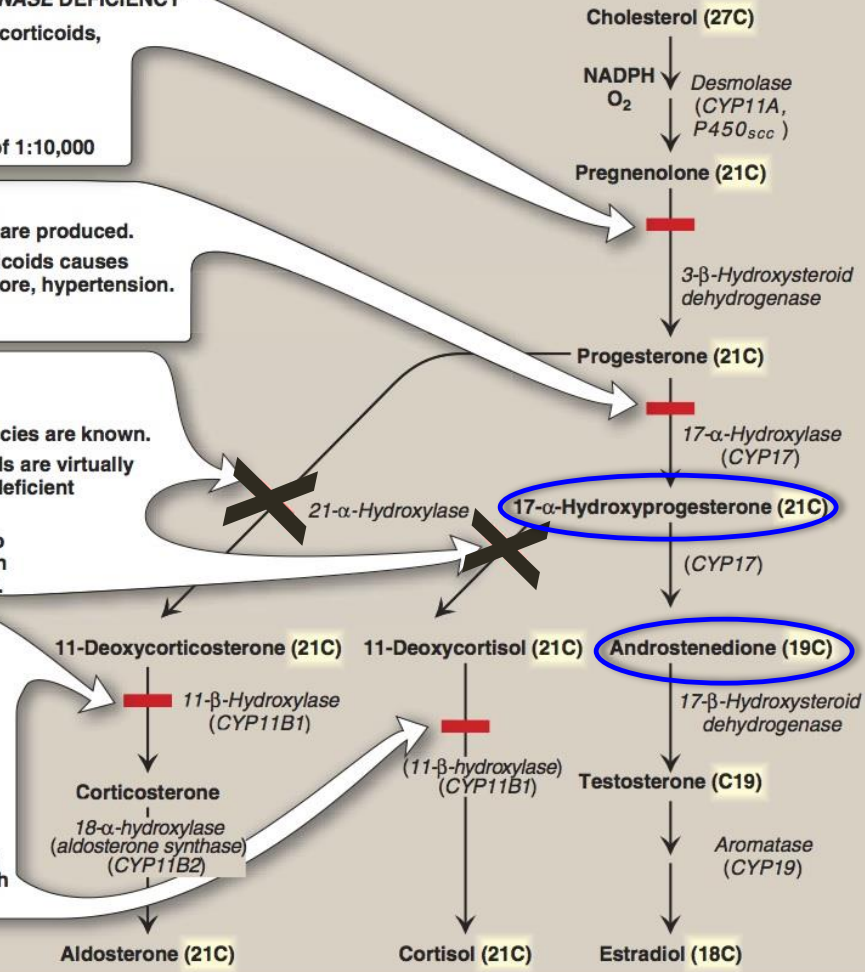 corticoids,
of 1:10,000
are produced.
coids causes
ore, hypertension.
cies are known.
ds are virtually
deficient
Cholesterol (27C)
NADPH
O₂
Desmolase
(CYP11A,
P450scc )
Pregnenolone (21C)
3-β-Hydroxysteroid
dehydrogenase
Progesterone (21C)
17-α-Hydroxylase
(CYP17)
21-α-Hydroxylase
17-α-Hydroxyprogesterone (21C)
(CYP17)
11-Deoxycorticosterone (21C)
11-Deoxycortisol (21C)
Androstenedione (19C)
11-β-Hydroxylase
(CYP11B1)
17-β-Hydroxysteroid
dehydrogenase
(11-β-hydroxylase)
(CYP11B1)
Corticosterone
Testosterone (C19)
18-α-hydroxylase
(aldosterone synthase)
(CYP11B2)
Aromatase
(CYP19)
Aldosterone (21C)
Cortisol (21C)
Estradiol (18C)